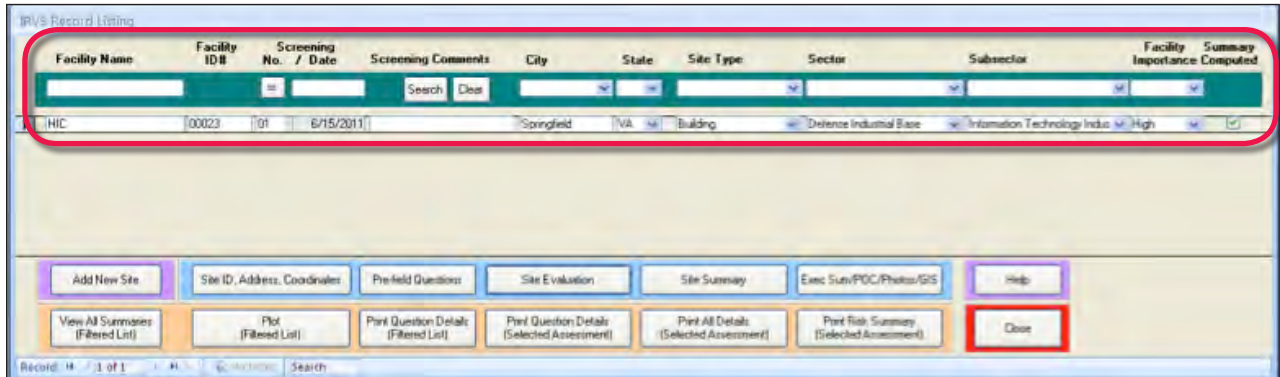 IRVS Record Listing
Facility Name Facility ID# Screening No. / Date Screening Comments City State Site Type Sector Subsector Facility Importance Summary Computed
= Search Clear
HIC 00023 01 6/15/2011 Springfield VA Building Defense Industrial Base Information Technology Indus High
Add New Site Site ID, Address, Coordinates Pre-field Questions Site Evaluation Site Summary Exec Sum/POC/Photos/GIS Help
View All Summaries (Filtered List) Plot (Filtered List) Print Question Details (Filtered List) Print Question Details (Selected Assessment) Print All Details (Selected Assessment) Print Risk Summary (Selected Assessment) Close
Record: 1 of 1 Search